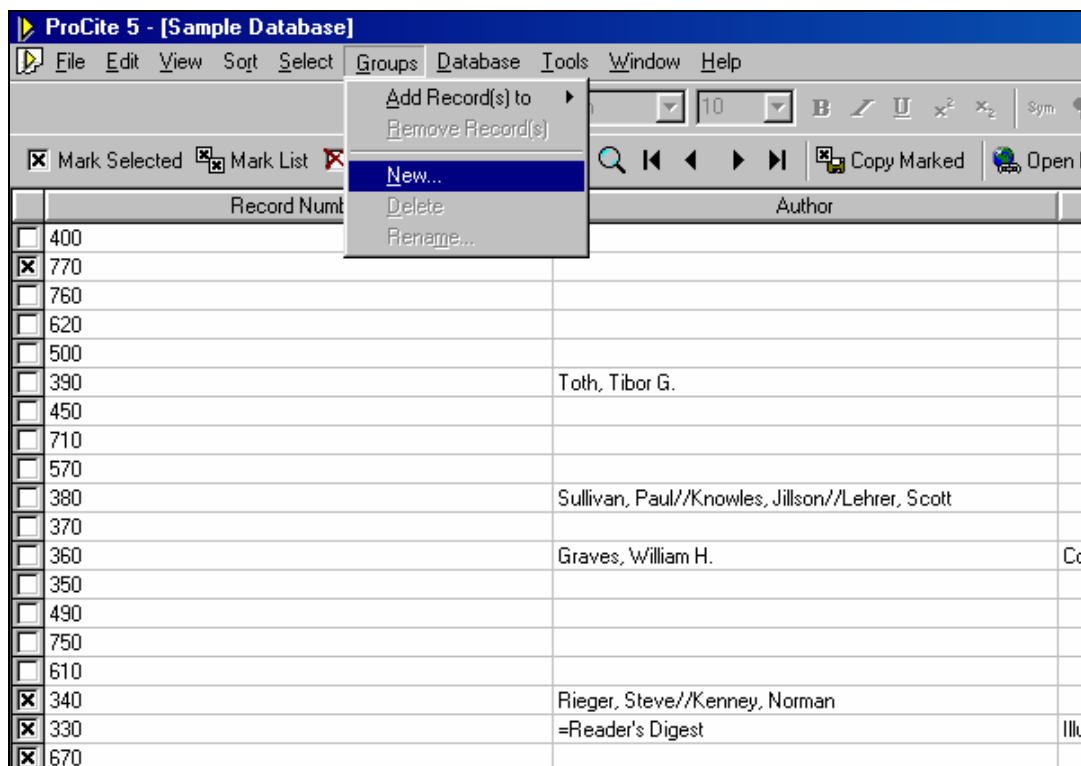 ProCite 5 - [Sample Database]
File Edit View Sort Select Groups Database Tools Window Help
Add Record(s) to 10 B I U x² x₂ Sym
Remove Record(s)
Mark Selected Mark List Copy Marked Open
New...
Record Numb Delete Author
Rename...
400
770
760
620
500
390 Toth, Tibor G.
450
710
570
380 Sullivan, Paul//Knowles, Jillson//Lehrer, Scott
370
360 Graves, William H. Co
350
490
750
610
340 Rieger, Steve//Kenney, Norman
330 =Reader's Digest Illu
670